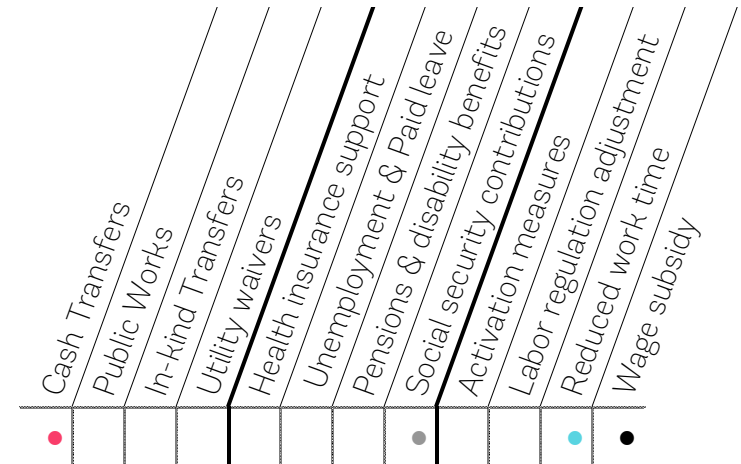 Cash Transfers
Public Works
In-kind Transfers
Utility waivers
Health insurance support
Unemployment & Paid leave
Pensions & disability benefits
Social security contributions
Activation measures
Labor regulation adjustment
Reduced work time
Wage subsidy